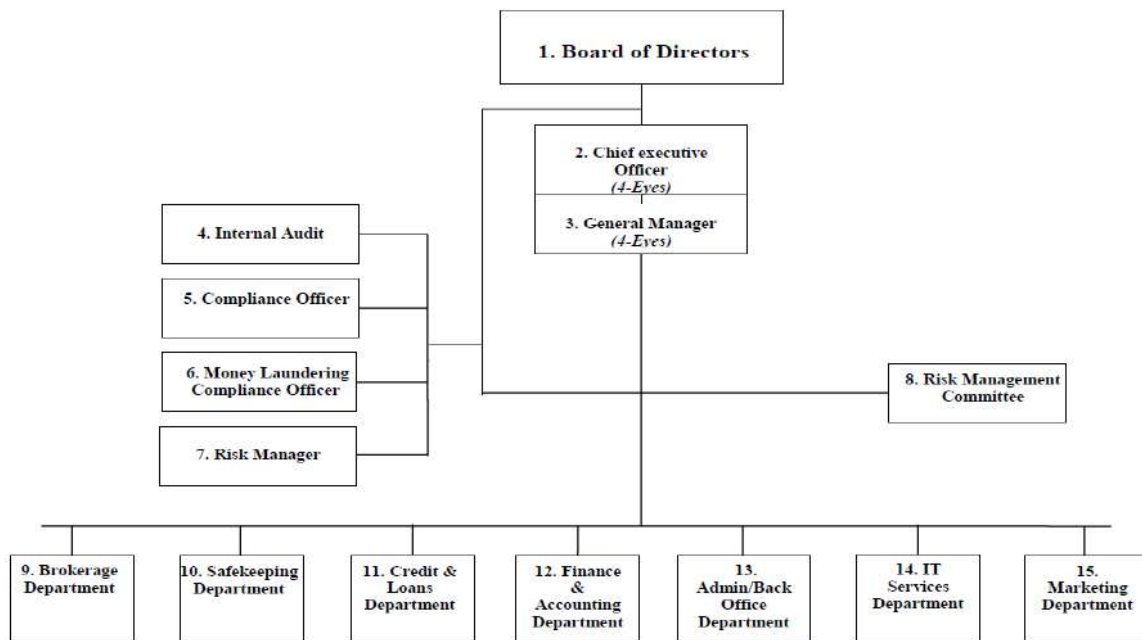 1. Board of Directors
2. Chief executive
Officer
(4-Eyes)
3. General Manager
(4-Eyes)
4. Internal Audit
5. Compliance Officer
6. Money Laundering
Compliance Officer
7. Risk Manager
8. Risk Management
Committee
9. Brokerage
Department
10. Safekeeping
Department
11. Credit &
Loans
Department
12. Finance
&
Accounting
Department
13.
Admin/Back
Office
Department
14. IT
Services
Department
15.
Marketing
Department